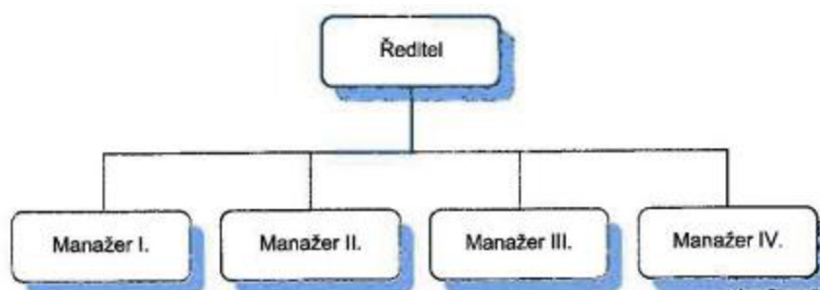 Ředitel
Manažer I.
Manažer II.
Manažer III.
Manažer IV.